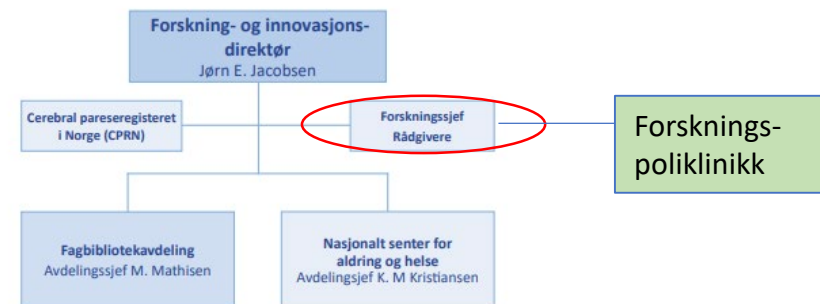 Forskning- og innovasjons-
direktør
Jørn E. Jacobsen
Cerebral pareseregisteret
i Norge (CPRN)
Forskningssjef
Rådgivere
Forsknings-
poliklinikk
Fagbibliotekavdeling
Avdelingssjef M. Mathisen
Nasjonalt senter for
aldring og helse
Avdelingsjef K. M Kristiansen